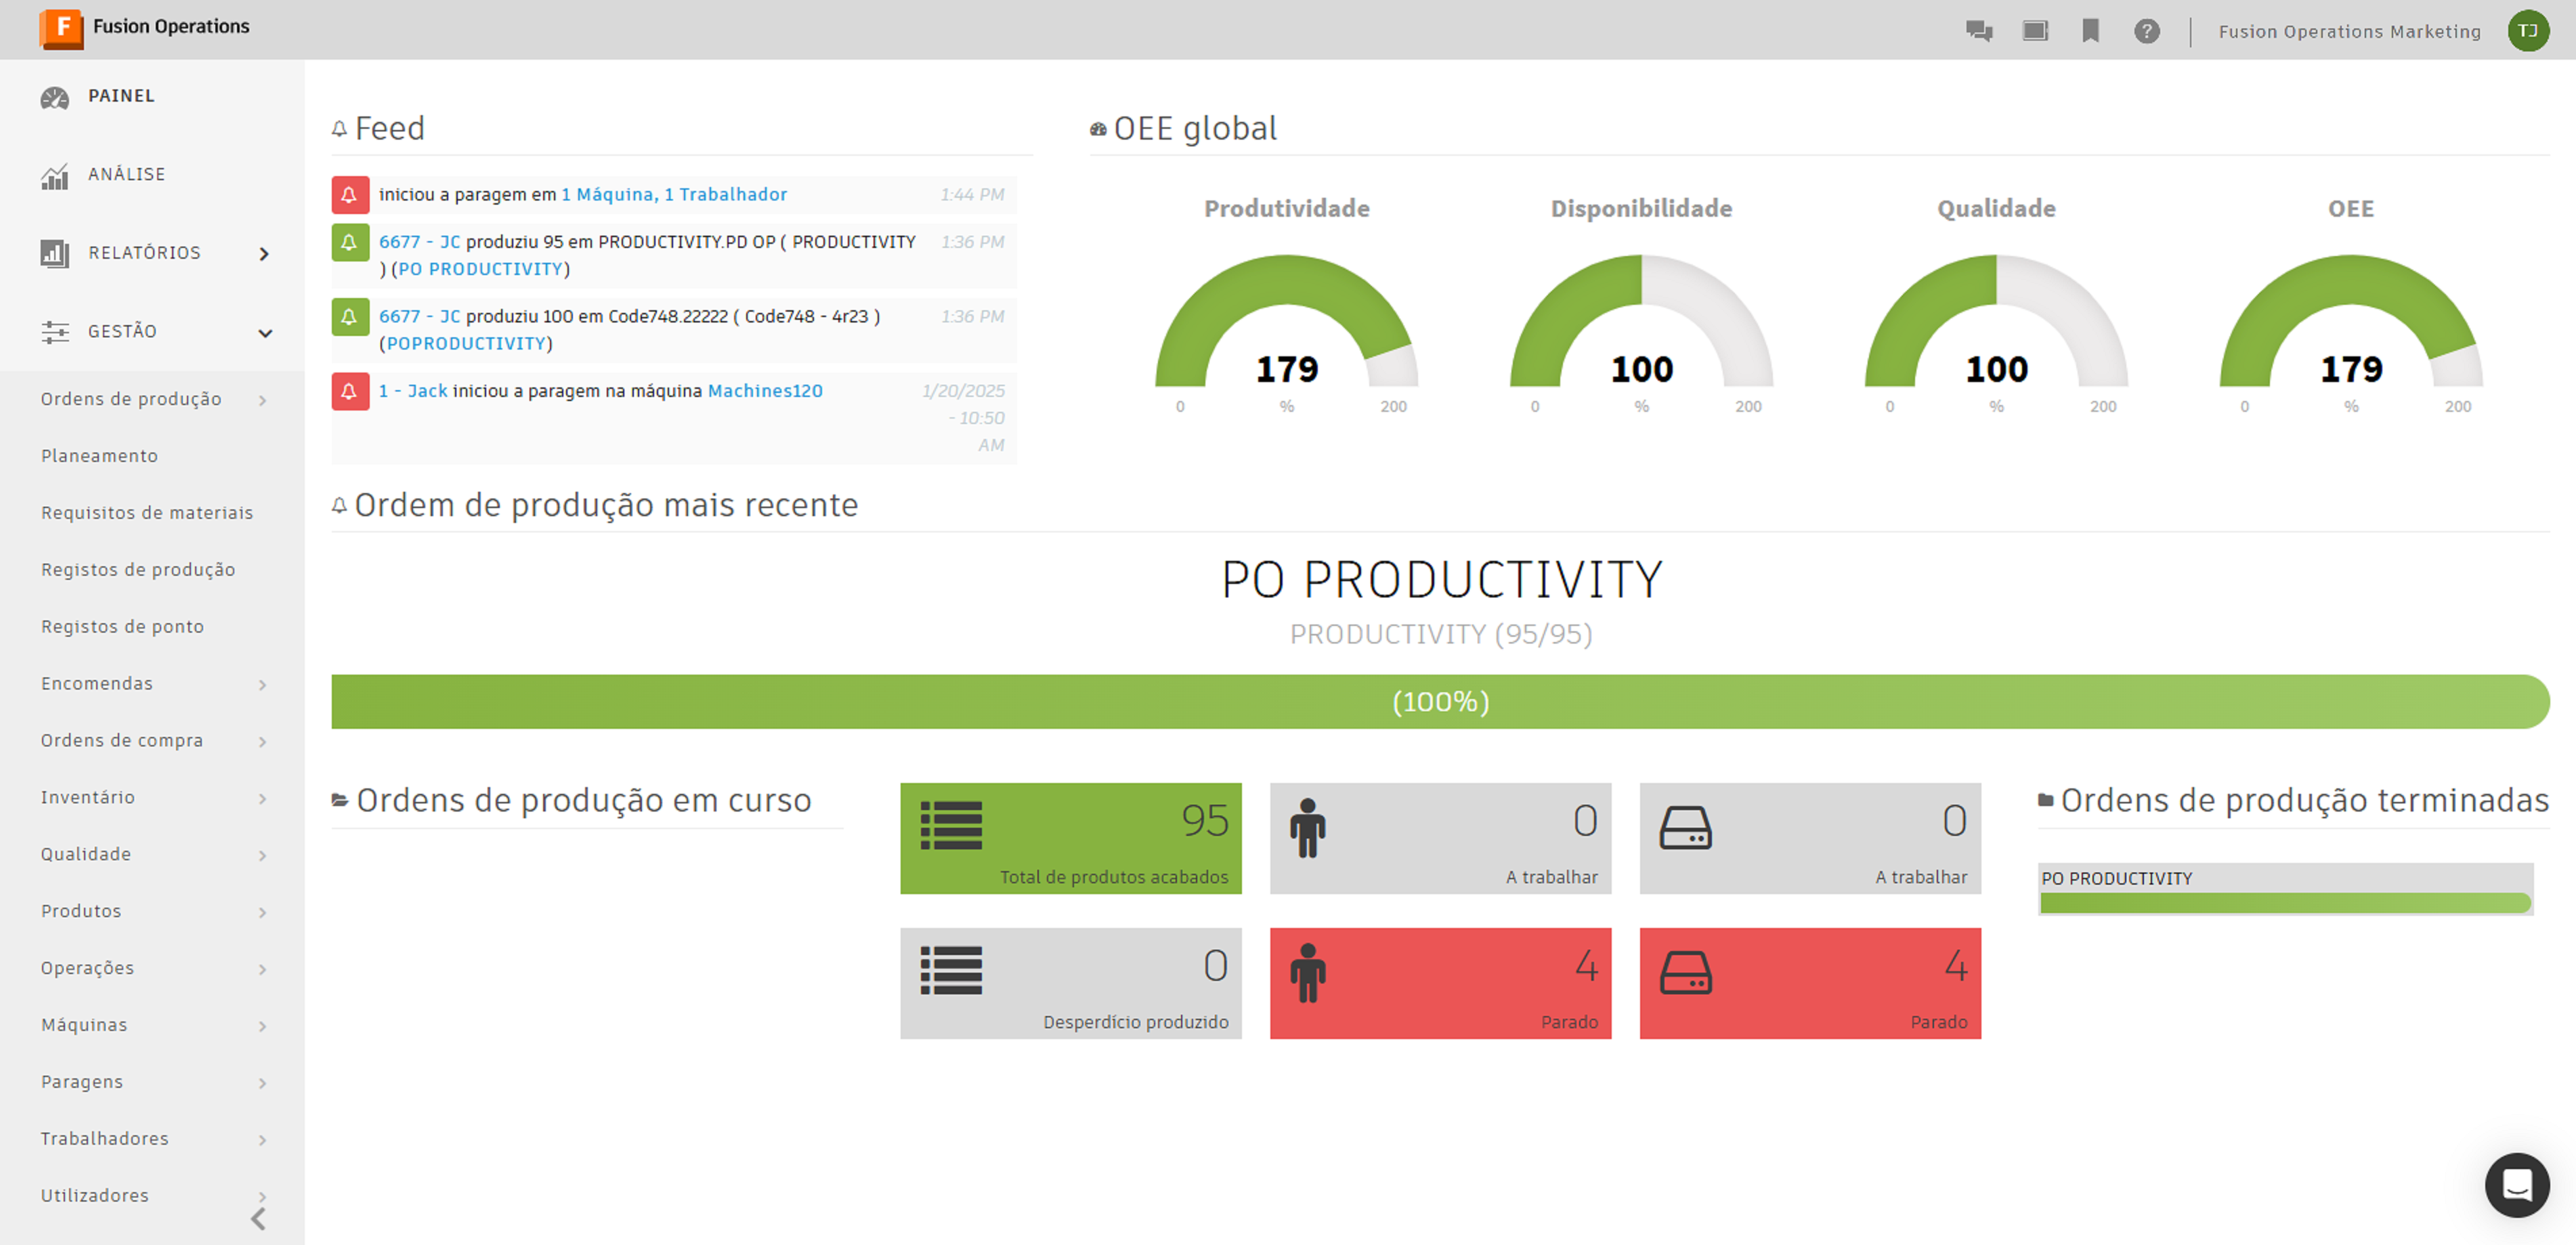 F Fusion Operations
? Fusion Operations Marketing TJ
PAINEL
ANÁLISE
RELATÓRIOS
GESTÃO
Ordens de produção
Planeamento
Requisitos de materiais
Registos de produção
Registos de ponto
Encomendas
Ordens de compra
Inventário
Qualidade
Produtos
Operações
Máquinas
Paragens
Trabalhadores
Utilizadores
Feed
iniciou a paragem em 1 Máquina, 1 Trabalhador 1:44 PM
6677 - JC produziu 95 em PRODUCTIVITY.PD OP ( PRODUCTIVITY 1:36 PM
) (PO PRODUCTIVITY)
6677 - JC produziu 100 em Code748.22222 ( Code748 - 4r23 ) 1:36 PM
(POPRODUCTIVITY)
1 - Jack iniciou a paragem na máquina Machines120 1/20/2025
- 10:50
AM
OEE global
Produtividade
179
0 % 200
Disponibilidade
100
0 % 200
Qualidade
100
0 % 200
OEE
179
0 % 200
Ordem de produção mais recente
PO PRODUCTIVITY
PRODUCTIVITY (95/95)
(100%)
Ordens de produção em curso
95
Total de produtos acabados
0
A trabalhar
0
A trabalhar
0
Desperdício produzido
4
Parado
4
Parado
Ordens de produção terminadas
PO PRODUCTIVITY